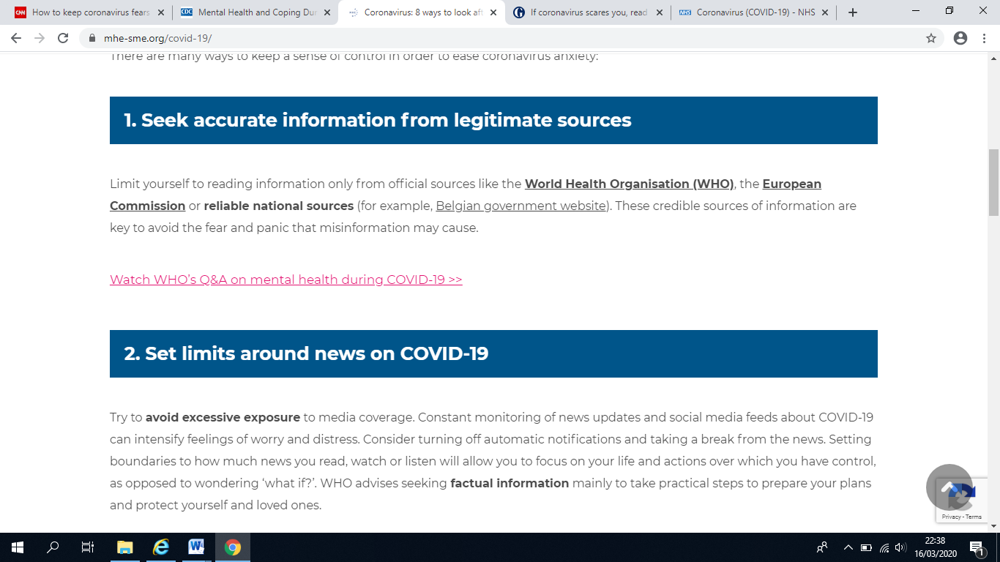 How to keep coronavirus fears
Mental Health and Coping Dur
Coronavirus: 8 ways to look aft
If coronavirus scares you, read
Coronavirus (COVID-19) - NHS
mhe-sme.org/covid-19/
There are many ways to keep a sense of control in order to ease coronavirus anxiety:
1. Seek accurate information from legitimate sources
Limit yourself to reading information only from official sources like the World Health Organisation (WHO), the European
Commission or reliable national sources (for example, Belgian government website). These credible sources of information are
key to avoid the fear and panic that misinformation may cause.
Watch WHO's Q&A on mental health during COVID-19 >>
2. Set limits around news on COVID-19
Try to avoid excessive exposure to media coverage. Constant monitoring of news updates and social media feeds about COVID-19
can intensify feelings of worry and distress. Consider turning off automatic notifications and taking a break from the news. Setting
boundaries to how much news you read, watch or listen will allow you to focus on your life and actions over which you have control,
as opposed to wondering ‘what if?’. WHO advises seeking factual information mainly to take practical steps to prepare your plans
and protect yourself and loved ones.
Privacy - Terms
22:38
16/03/2020
1